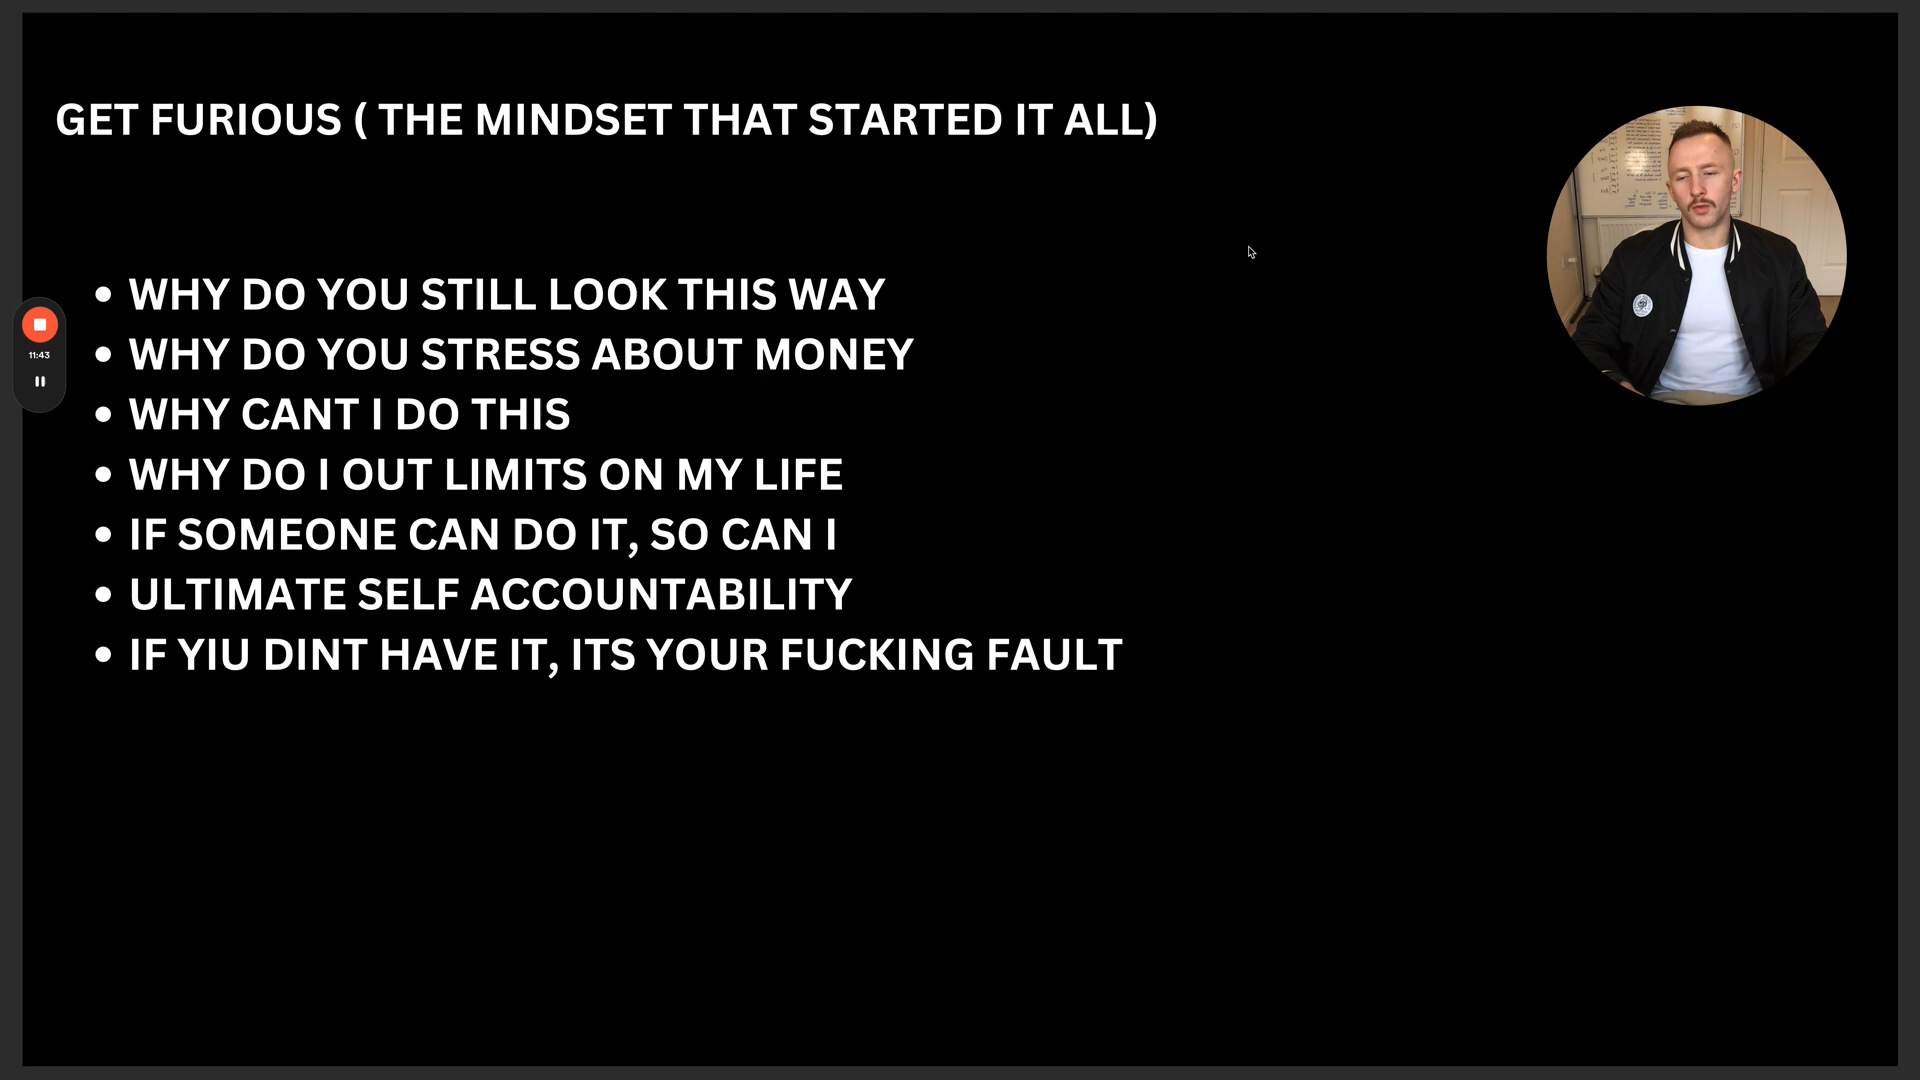 GET FURIOUS ( THE MINDSET THAT STARTED IT ALL)
WHY DO YOU STILL LOOK THIS WAY
WHY DO YOU STRESS ABOUT MONEY
WHY CANT I DO THIS
WHY DO I OUT LIMITS ON MY LIFE
IF SOMEONE CAN DO IT, SO CAN I
ULTIMATE SELF ACCOUNTABILITY
IF YIU DINT HAVE IT, ITS YOUR FUCKING FAULT
11:43